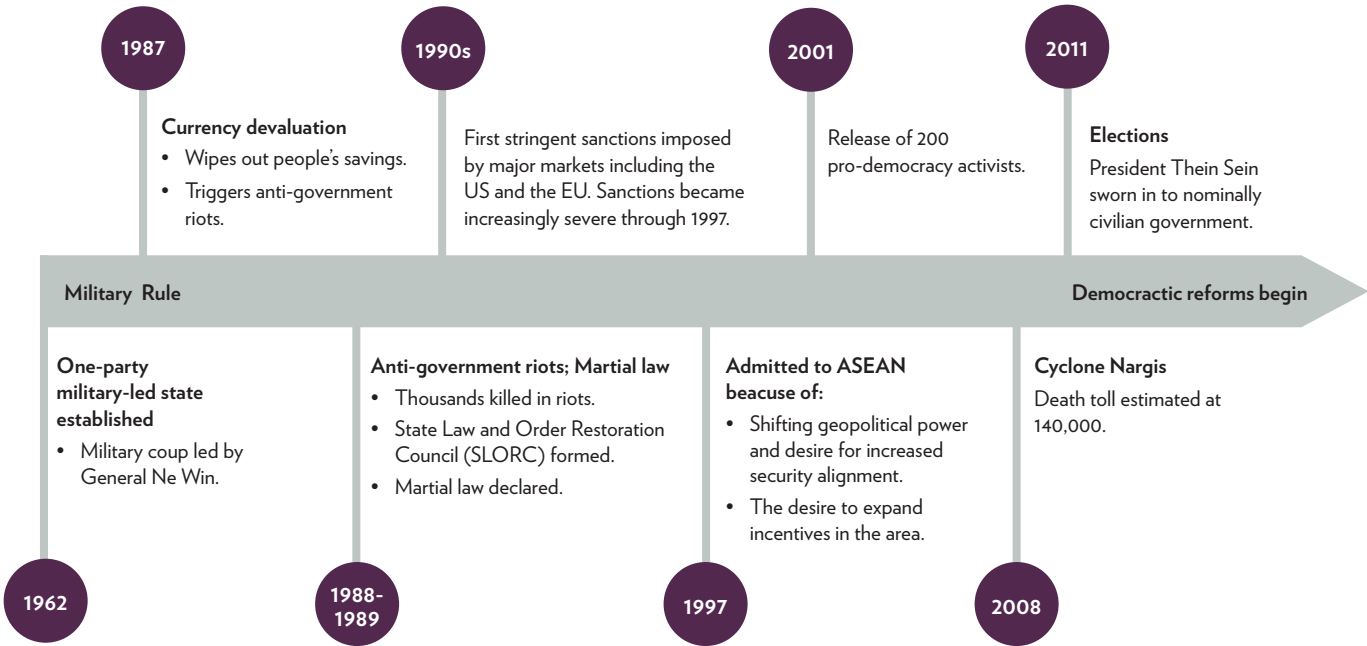 1987
Currency devaluation
• Wipes out people's savings.
• Triggers anti-government
riots.
1990s
First stringent sanctions imposed
by major markets including the
US and the EU. Sanctions became
increasingly severe through 1997.
2001
Release of 200
pro-democracy activists.
2011
Elections
President Thein Sein
sworn in to nominally
civilian government.
Military Rule
Democractic reforms begin
One-party
military-led state
established
• Military coup led by
General Ne Win.
1962
Anti-government riots; Martial law
• Thousands killed in riots.
• State Law and Order Restoration
Council (SLORC) formed.
• Martial law declared.
1988-
1989
Admitted to ASEAN
beacuse of:
• Shifting geopolitical power
and desire for increased
security alignment.
• The desire to expand
incentives in the area.
1997
Cyclone Nargis
Death toll estimated at
140,000.
2008